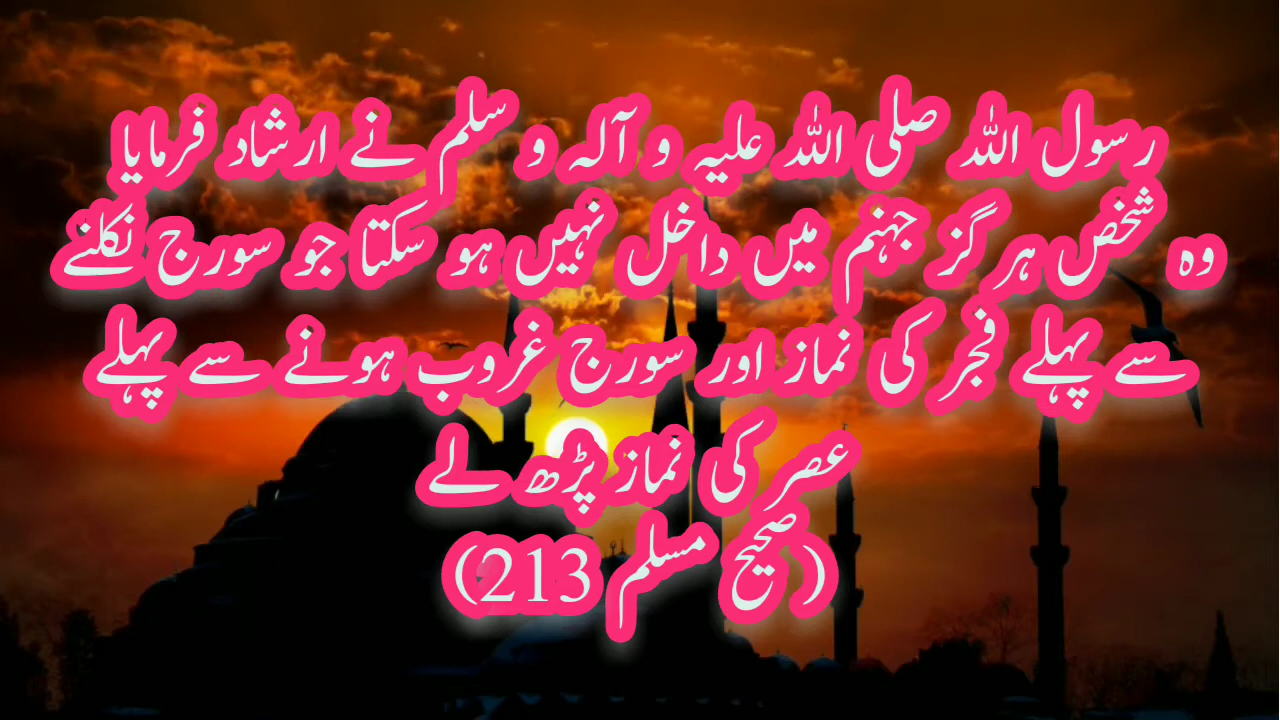 رسول اللہ صلی اللہ علیہ و آلہ و سلم نے ارشاد فرمایا
وہ شخص ہر گز جہنم میں داخل نہیں ہو سکتا جو سورج نکلنے
سے پہلے فجر کی نماز اور سورج غروب ہونے سے پہلے
عصر کی نماز پڑھ لے
(صحیح مسلم 213)